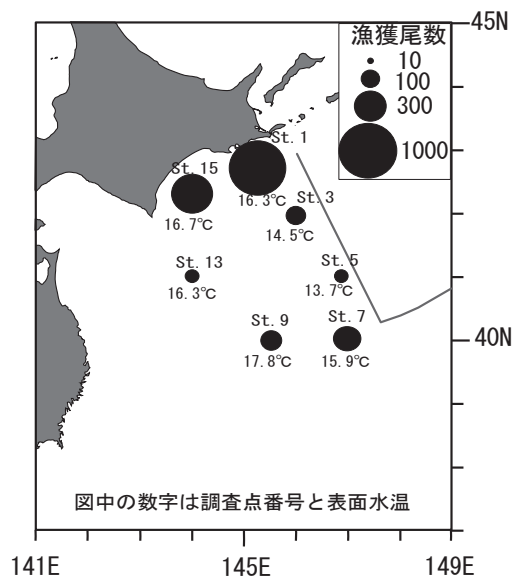 45N
漁獲尾数
10
100
300
1000
St. 1
16.3℃
St. 15
16.7℃
St. 3
14.5℃
St. 13
16.3℃
St. 5
13.7℃
St. 9
17.8℃
St. 7
15.9℃
40N
図中の数字は調査点番号と表面水温
141E
145E
149E